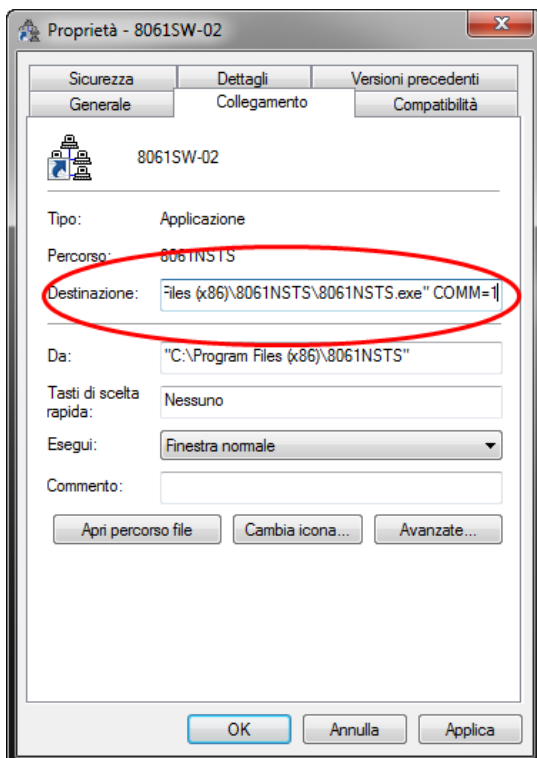 Proprietà - 8061SW-02
Sicurezza Dettagli Versioni precedenti
Generale Collegamento Compatibilità
8061SW-02
Tipo: Applicazione
Percorso: 8061NSTS
Destinazione: Files (x86)\8061NSTS\8061NSTS.exe" COMM=1
Da: "C:\Program Files (x86)\8061NSTS"
Tasti di scelta
rapida: Nessuno
Esegui: Finestra normale
Commento:
Apri percorso file Cambia icona... Avanzate...
OK Annulla Applica